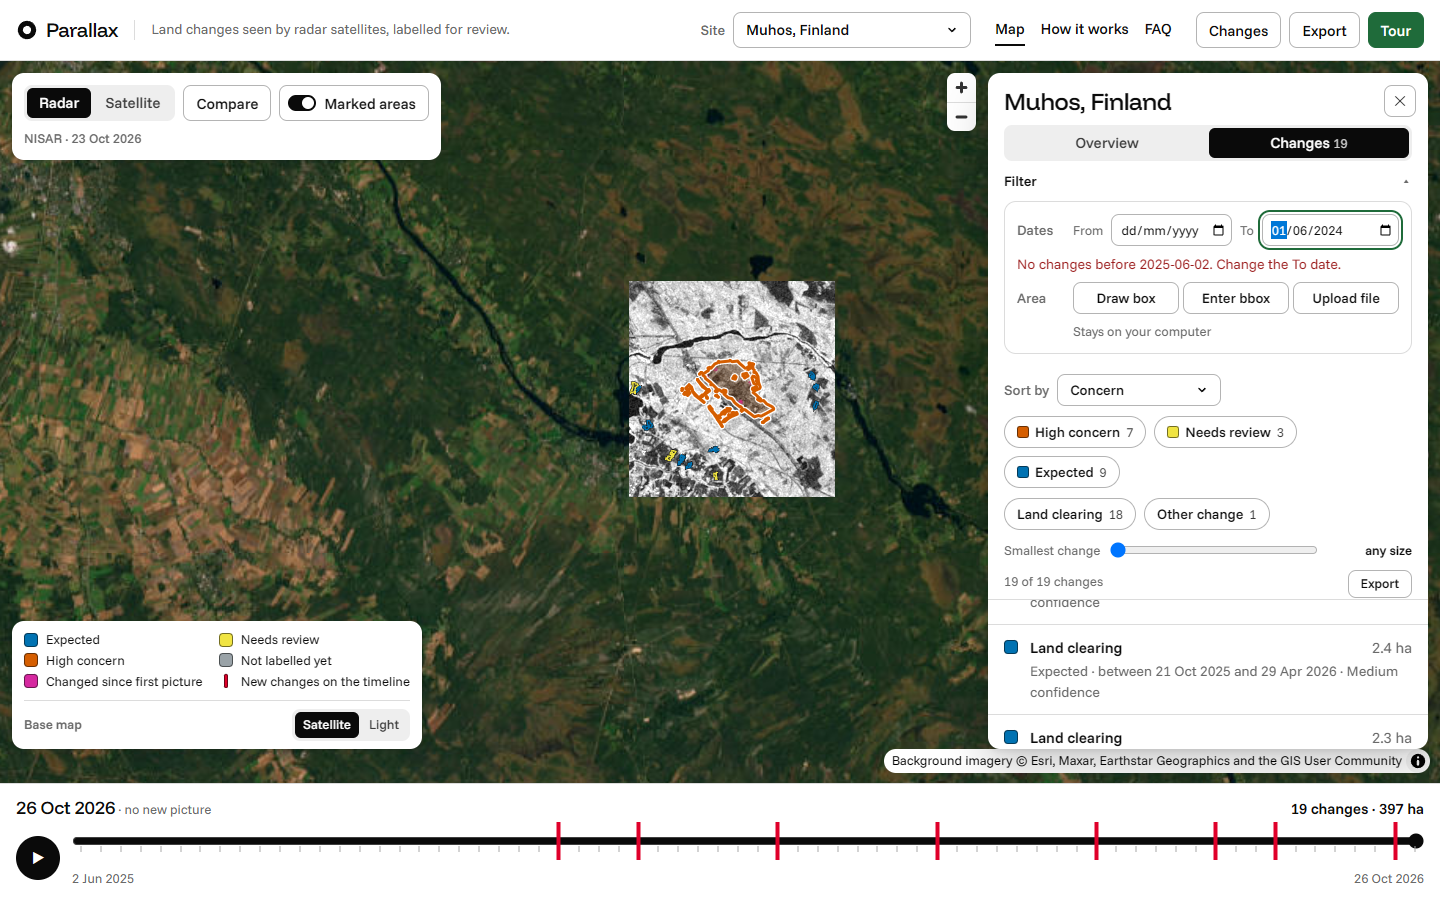 Parallax
Land changes seen by radar satellites, labelled for review.
Site
Muhos, Finland
Map
How it works
FAQ
Changes
Export
Tour
Radar
Satellite
Compare
Marked areas
NISAR · 23 Oct 2026
+
−
Muhos, Finland
Overview
Changes 19
Filter
Dates
From
dd/mm/yyyy
To
01/06/2024
No changes before 2025-06-02. Change the To date.
Area
Draw box
Enter bbox
Upload file
Stays on your computer
Sort by
Concern
High concern 7
Needs review 3
Expected 9
Land clearing 18
Other change 1
Smallest change
any size
19 of 19 changes
Export
confidence
Land clearing
2.4 ha
Expected · between 21 Oct 2025 and 29 Apr 2026 · Medium
confidence
Land clearing
2.3 ha
Expected
Needs review
High concern
Not labelled yet
Changed since first picture
New changes on the timeline
Base map
Satellite
Light
Background imagery © Esri, Maxar, Earthstar Geographics and the GIS User Community
26 Oct 2026 · no new picture
19 changes · 397 ha
2 Jun 2025
26 Oct 2026